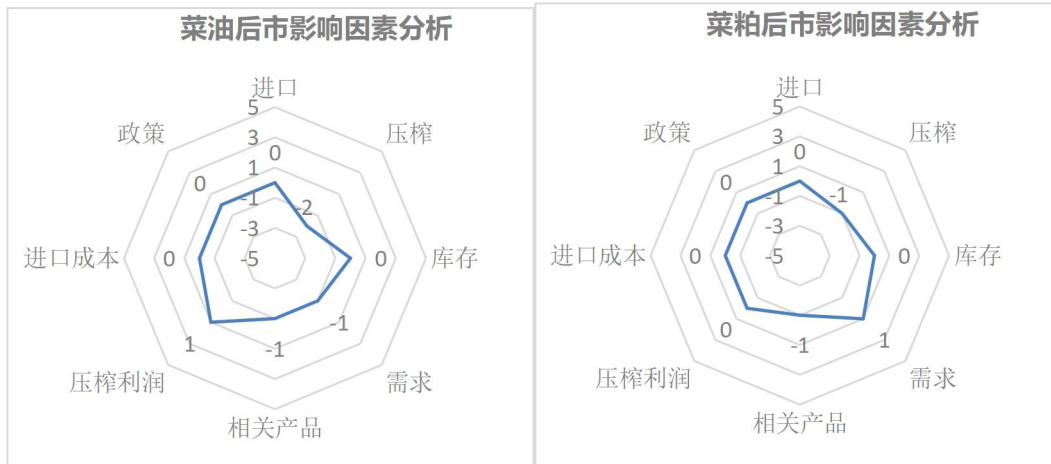 菜油后市影响因素分析
进口
5
政策
压榨
3
0
1
0
-1
-2
-3
进口成本
0
-5
0
库存
1
-1
-1
压榨利润
需求
相关产品
菜粕后市影响因素分析
进口
5
政策
压榨
3
0
1
0
-1
-1
-3
进口成本
0
-5
0
库存
0
-1
1
压榨利润
需求
相关产品